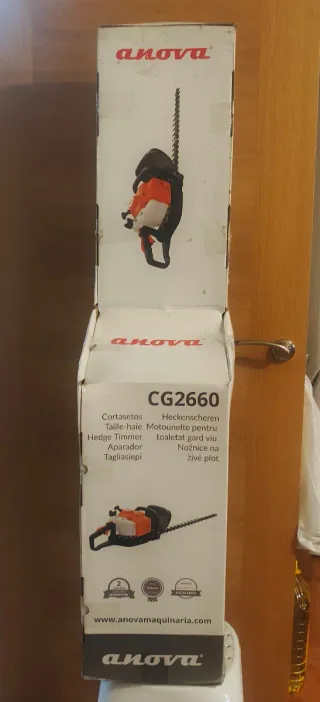 anova
anova
CG2660
Cortasetos
Taille-haie
Hedge Timmer
Aparador
Tagliasiepi
Heckenscheren
Motounelte pentru
toaletat gard viu
Nožnice na
živé plot
2
www.anovamaquinaria.com
anova